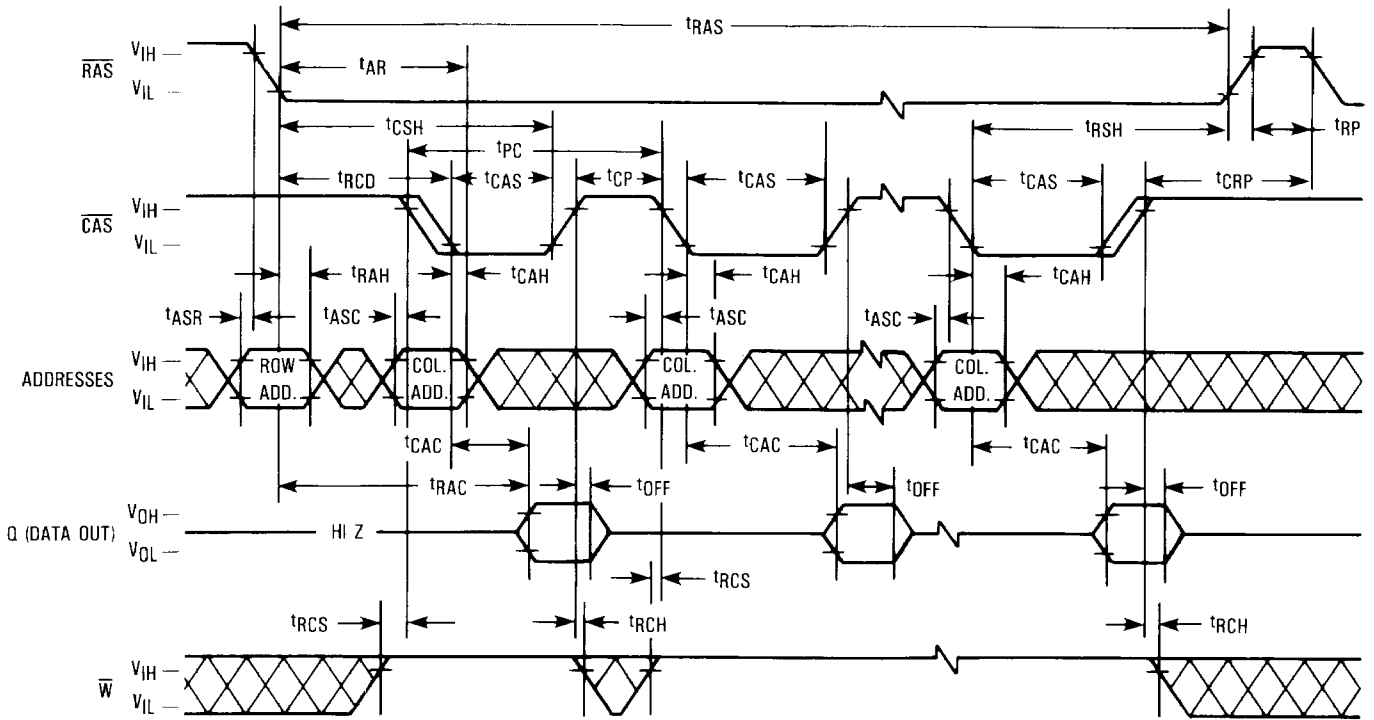 tRAS
RAS
VIH
VIL
tAR
tCSH
tRSH
tRP
tPC
tRCD
tCAS
tCP
tCAS
tCAS
tCRP
CAS
VIH
VIL
tRAH
tCAH
tCAH
tCAH
tASR
tASC
tASC
tASC
ADDRESSES
VIH
VIL
ROW ADD.
COL. ADD.
COL. ADD.
COL. ADD.
tCAC
tCAC
tCAC
tRAC
tOFF
tOFF
tOFF
Q (DATA OUT)
VOH
VOL
HI Z
tRCS
tRCS
tRCH
tRCH
W
VIH
VIL